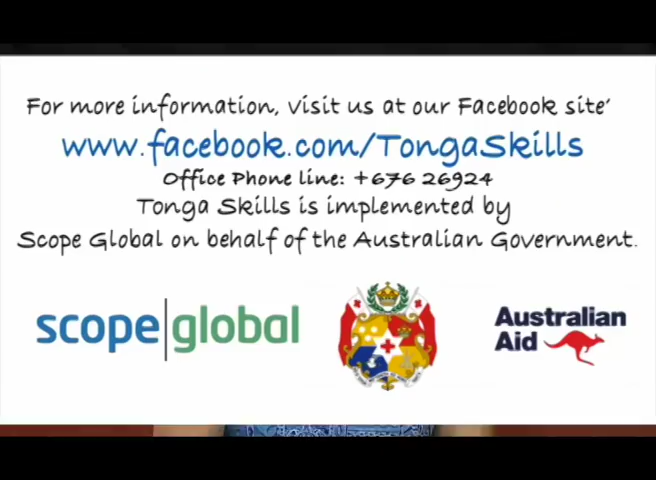 For more information, visit us at our Facebook site'
www.facebook.com/TongaSkills
Office Phone line: +676 26924
Tonga Skills is implemented by
Scope Global on behalf of the Australian Government.
scope|global
Australian
Aid